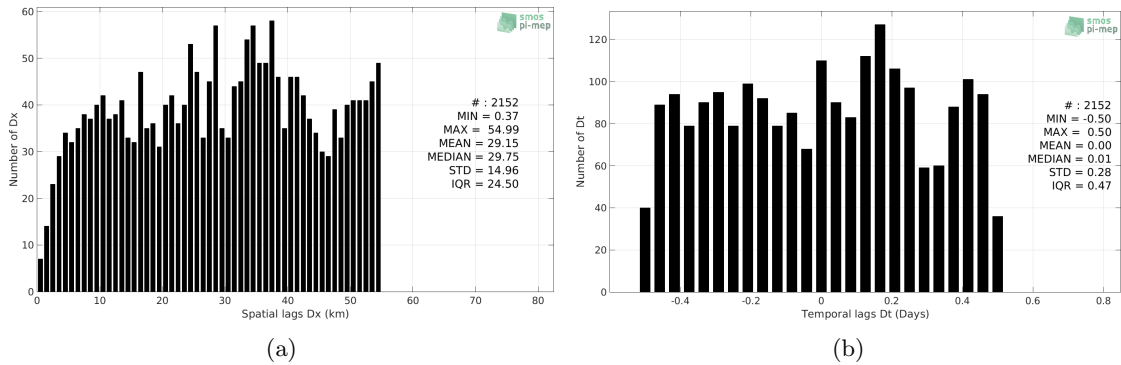 60
50
40
30
20
10
0
Number of Dx
smos
pi-mep
# : 2152
MIN = 0.37
MAX = 54.99
MEAN = 29.15
MEDIAN = 29.75
STD = 14.96
IQR = 24.50
0 10 20 30 40 50 60 70 80
Spatial lags Dx (km)
(a)
120
100
80
60
40
20
0
Number of Dt
smos
pi-mep
# : 2152
MIN = -0.50
MAX = 0.50
MEAN = 0.00
MEDIAN = 0.01
STD = 0.28
IQR = 0.47
-0.4 -0.2 0 0.2 0.4 0.6 0.8
Temporal lags Dt (Days)
(b)